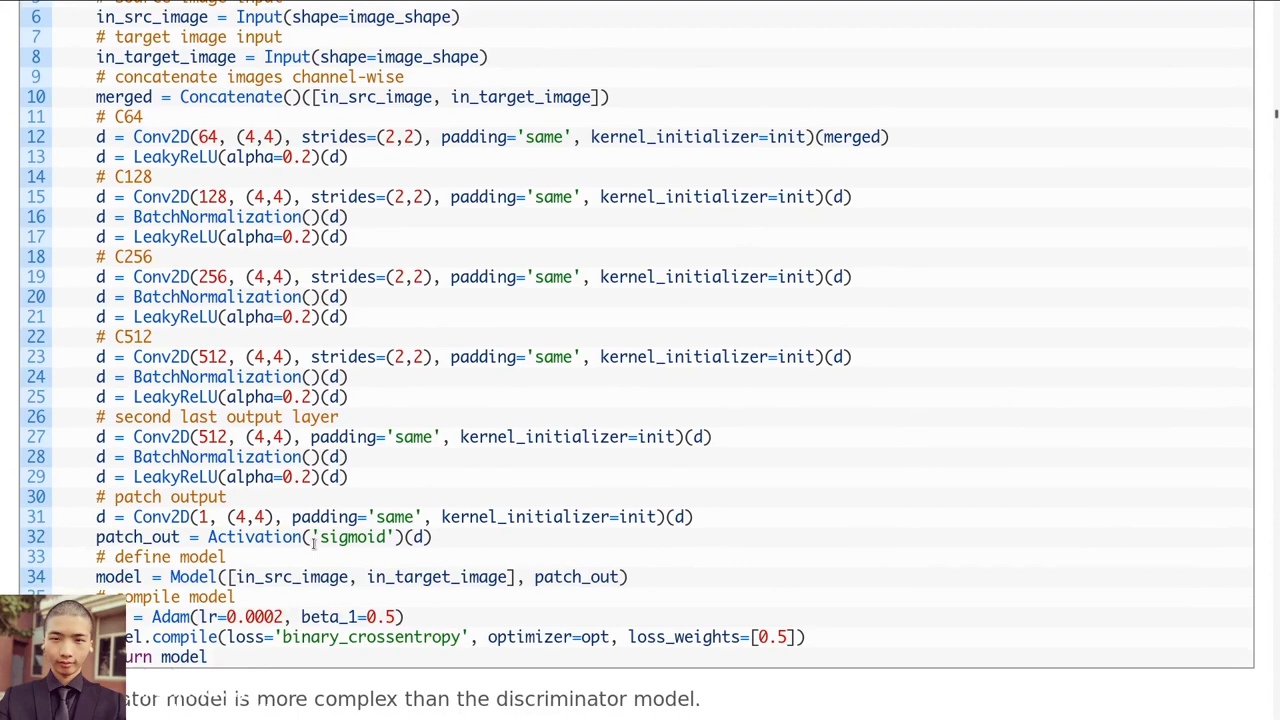 # source image input
6 in_src_image = Input(shape=image_shape)
7 # target image input
8 in_target_image = Input(shape=image_shape)
9 # concatenate images channel-wise
10 merged = Concatenate()([in_src_image, in_target_image])
11 # C64
12 d = Conv2D(64, (4,4), strides=(2,2), padding='same', kernel_initializer=init)(merged)
13 d = LeakyReLU(alpha=0.2)(d)
14 # C128
15 d = Conv2D(128, (4,4), strides=(2,2), padding='same', kernel_initializer=init)(d)
16 d = BatchNormalization()(d)
17 d = LeakyReLU(alpha=0.2)(d)
18 # C256
19 d = Conv2D(256, (4,4), strides=(2,2), padding='same', kernel_initializer=init)(d)
20 d = BatchNormalization()(d)
21 d = LeakyReLU(alpha=0.2)(d)
22 # C512
23 d = Conv2D(512, (4,4), strides=(2,2), padding='same', kernel_initializer=init)(d)
24 d = BatchNormalization()(d)
25 d = LeakyReLU(alpha=0.2)(d)
26 # second last output layer
27 d = Conv2D(512, (4,4), padding='same', kernel_initializer=init)(d)
28 d = BatchNormalization()(d)
29 d = LeakyReLU(alpha=0.2)(d)
30 # patch output
31 d = Conv2D(1, (4,4), padding='same', kernel_initializer=init)(d)
32 patch_out = Activation('sigmoid')(d)
33 # define model
34 model = Model([in_src_image, in_target_image], patch_out)
compile model
= Adam(lr=0.0002, beta_1=0.5)
el.compile(loss='binary_crossentropy', optimizer=opt, loss_weights=[0.5])
urn model
ator model is more complex than the discriminator model.